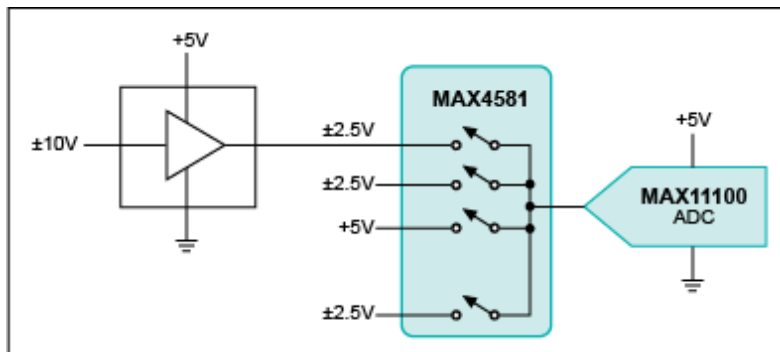 +5V
±10V
±2.5V
±2.5V
+5V
±2.5V
MAX4581
+5V
MAX11100
ADC